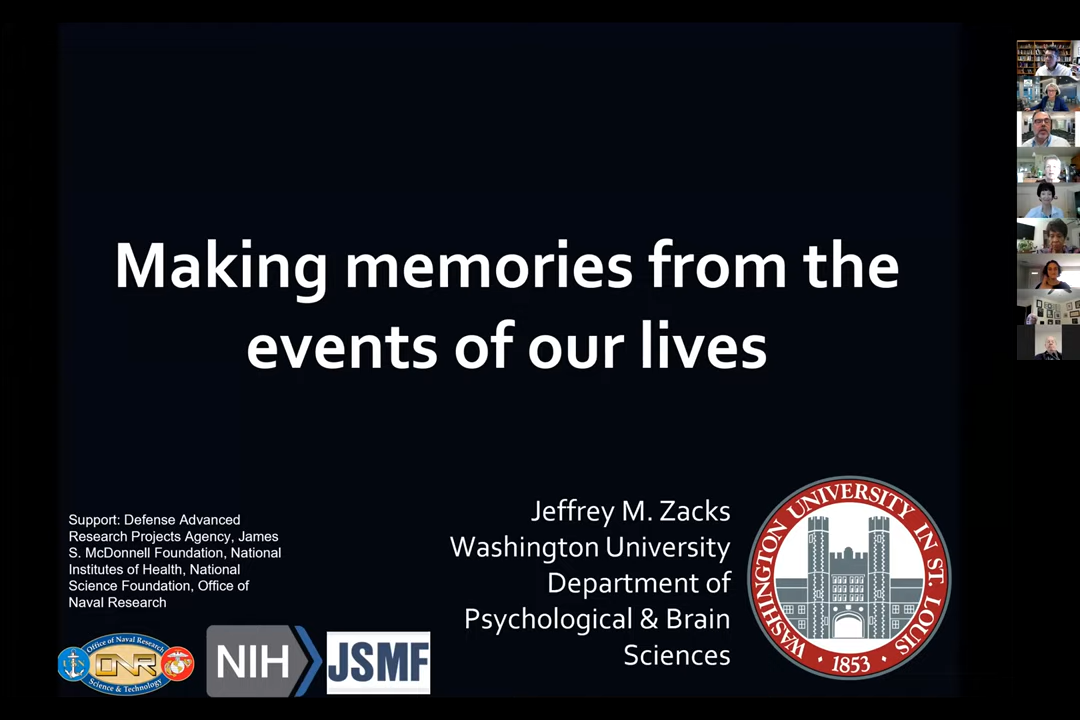 Making memories from the
events of our lives
Support: Defense Advanced
Research Projects Agency, James
S. McDonnell Foundation, National
Institutes of Health, National
Science Foundation, Office of
Naval Research
Jeffrey M. Zacks
Washington University
Department of
Psychological & Brain
Sciences
Office of Naval Research
ONR
Science & Technology
NIH
JSMF
WASHINGTON UNIVERSITY IN ST. LOUIS
· 1853 ·